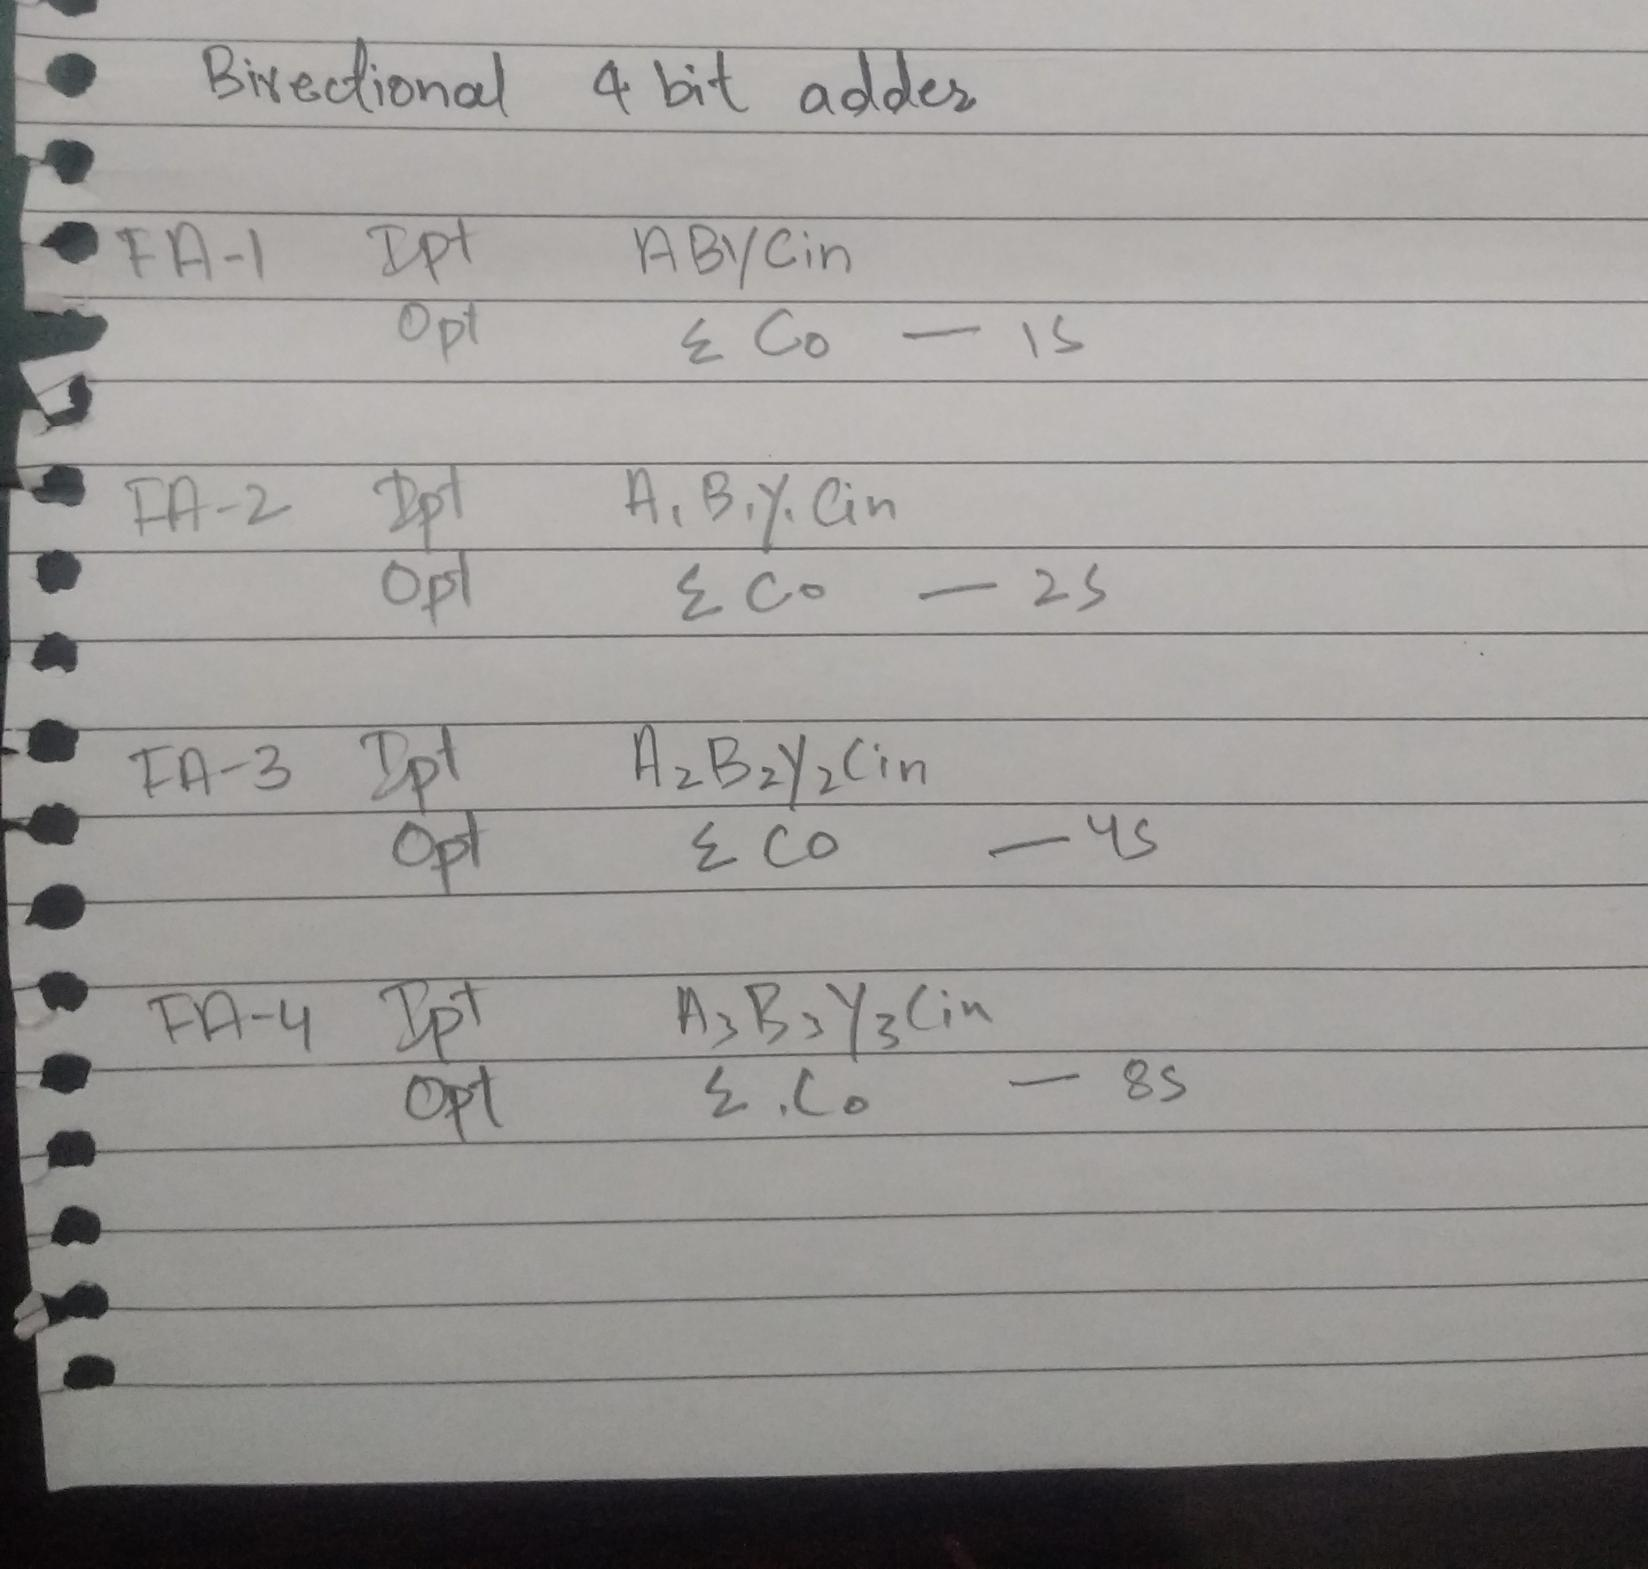 Birectional 4 bit adder
FA-1 Ipt ABYCin
Opt Σ Co — 1S
FA-2 Ipt A₁B₁Y₁Cin
Opt Σ Co — 2S
FA-3 Ipt A₂B₂Y₂Cin
Opt Σ CO — 4S
FA-4 Ipt A₃B₃Y₃Cin
Opt Σ.Co — 8S